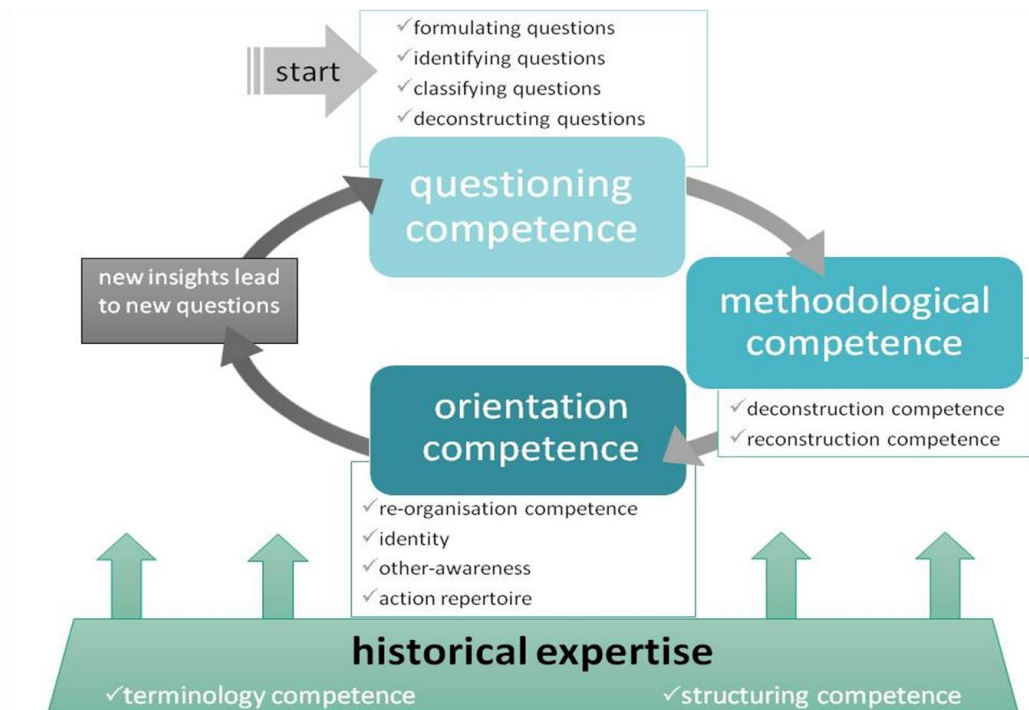 start
✓formulating questions
✓identifying questions
✓classifying questions
✓deconstructing questions
questioning
competence
methodological
competence
✓deconstruction competence
✓reconstruction competence
orientation
competence
✓re-organisation competence
✓identity
✓other-awareness
✓action repertoire
new insights lead
to new questions
historical expertise
✓terminology competence
✓structuring competence